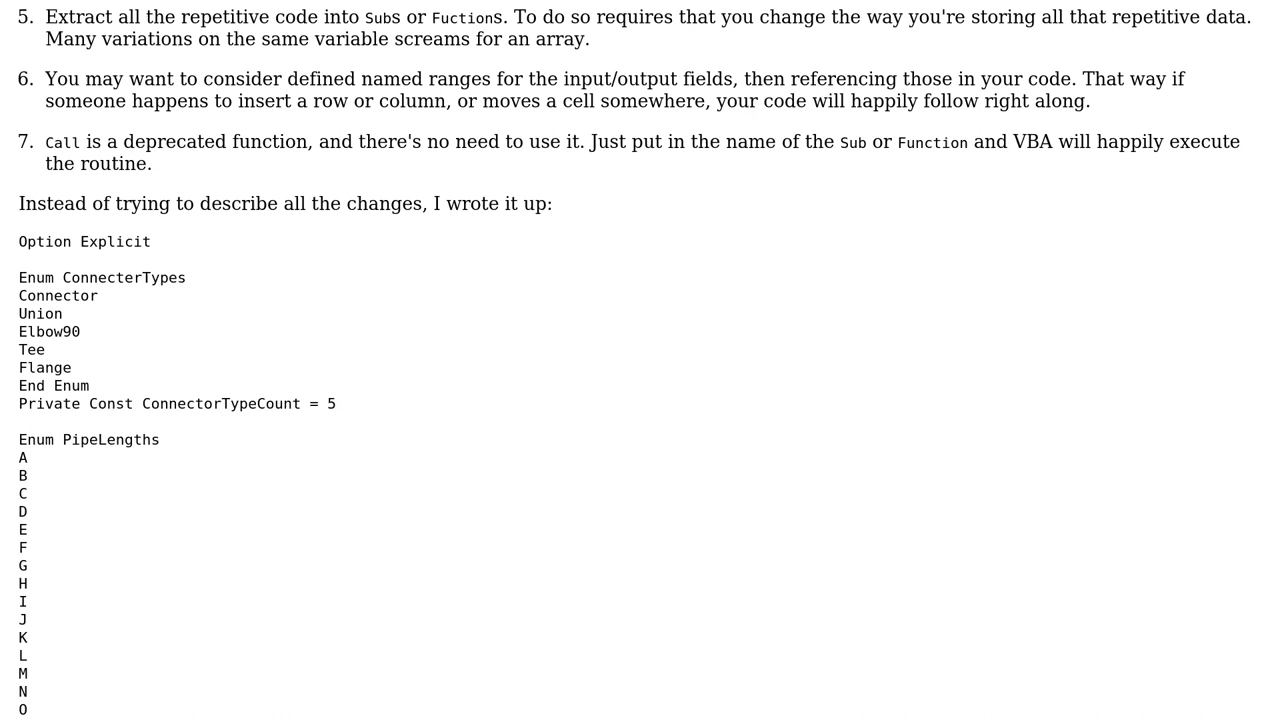 5. Extract all the repetitive code into Subs or Fuctions. To do so requires that you change the way you're storing all that repetitive data.
Many variations on the same variable screams for an array.
6. You may want to consider defined named ranges for the input/output fields, then referencing those in your code. That way if
someone happens to insert a row or column, or moves a cell somewhere, your code will happily follow right along.
7. Call is a deprecated function, and there's no need to use it. Just put in the name of the Sub or Function and VBA will happily execute
the routine.
Instead of trying to describe all the changes, I wrote it up:
Option Explicit
Enum ConnecterTypes
Connector
Union
Elbow90
Tee
Flange
End Enum
Private Const ConnectorTypeCount = 5
Enum PipeLengths
A
B
C
D
E
F
G
H
I
J
K
L
M
N
O